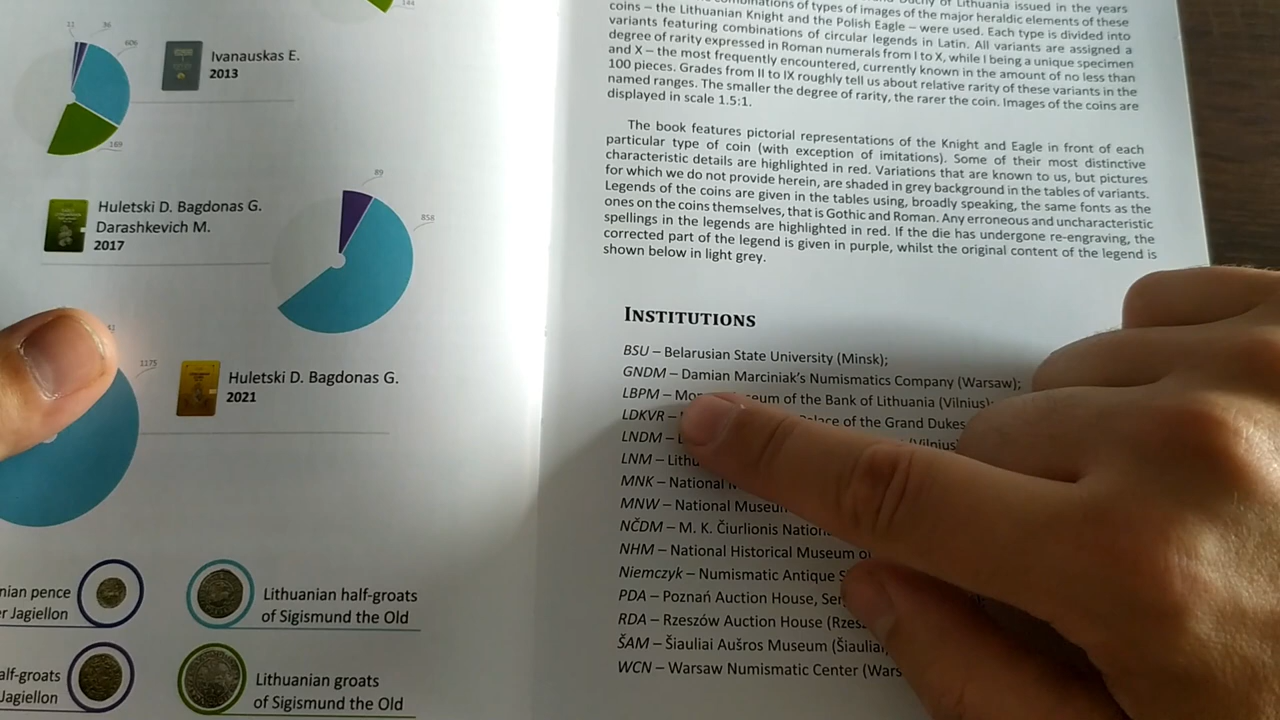 11
36
606
144
Ivanauskas E.
2013
169
89
Huletski D. Bagdonas G.
Darashkevich M.
2017
858
1175
Huletski D. Bagdonas G.
2021
pence
Jagiellon
Lithuanian half-groats
of Sigismund the Old
Jagiellon
Lithuanian groats
of Sigismund the Old
of Lithuania issued in the years
coins – the Lithuanian Knight and the Polish Eagle – were used. Each type is divided into
variants featuring combinations of circular legends in Latin. All variants are assigned a
degree of rarity expressed in Roman numerals from I to X, while I being a unique specimen
and X – the most frequently encountered, currently known in the amount of no less than
100 pieces. Grades from II to IX roughly tell us about relative rarity of these variants in the
named ranges. The smaller the degree of rarity, the rarer the coin. Images of the coins are
displayed in scale 1.5:1.
The book features pictorial representations of the Knight and Eagle in front of each
particular type of coin (with exception of imitations). Some of their most distinctive
characteristic details are highlighted in red. Variations that are known to us, but pictures
for which we do not provide herein, are shaded in grey background in the tables of variants.
Legends of the coins are given in the tables using, broadly speaking, the same fonts as the
ones on the coins themselves, that is Gothic and Roman. Any erroneous and uncharacteristic
spellings in the legends are highlighted in red. If the die has undergone re-engraving, the
corrected part of the legend is given in purple, whilst the original content of the legend is
shown below in light grey.
INSTITUTIONS
BSU – Belarusian State University (Minsk);
GNDM – Damian Marciniak's Numismatics Company (Warsaw);
LBPM – of the Bank of Lithuania (Vilnius);
LDKVR – of the Grand Dukes
LNDM – (Vilnius)
LNM –
MNK – National
MNW – National
NČDM – M. K. Čiurlionis
NHM – National Historical Museum
Niemczyk – Numismatic Antique
PDA – Poznań Auction House,
RDA – Rzeszów Auction House
ŠAM – Šiauliai Aušros Museum
WCN – Warsaw Numismatic Center